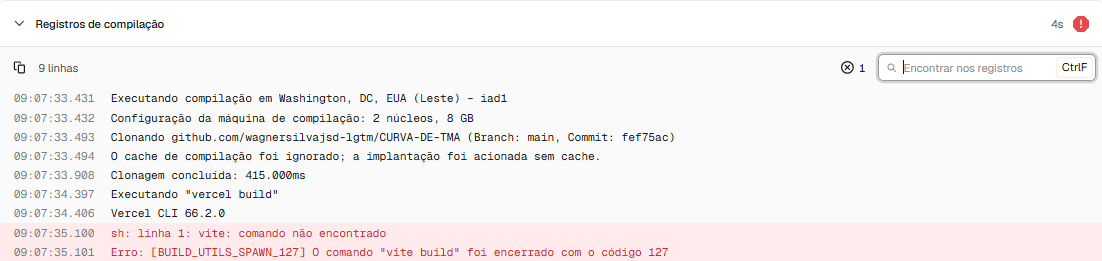 Registros de compilação
4s
9 linhas
1
Encontrar nos registros
CtrlF
09:07:33.431 Executando compilação em Washington, DC, EUA (Leste) – iad1
09:07:33.432 Configuração da máquina de compilação: 2 núcleos, 8 GB
09:07:33.493 Clonando github.com/wagnersilvajsd-lgtm/CURVA-DE-TMA (Branch: main, Commit: fef75ac)
09:07:33.494 O cache de compilação foi ignorado; a implantação foi acionada sem cache.
09:07:33.908 Clonagem concluída: 415.000ms
09:07:34.397 Executando "vercel build"
09:07:34.406 Vercel CLI 66.2.0
09:07:35.100 sh: linha 1: vite: comando não encontrado
09:07:35.101 Erro: [BUILD_UTILS_SPAWN_127] O comando "vite build" foi encerrado com o código 127